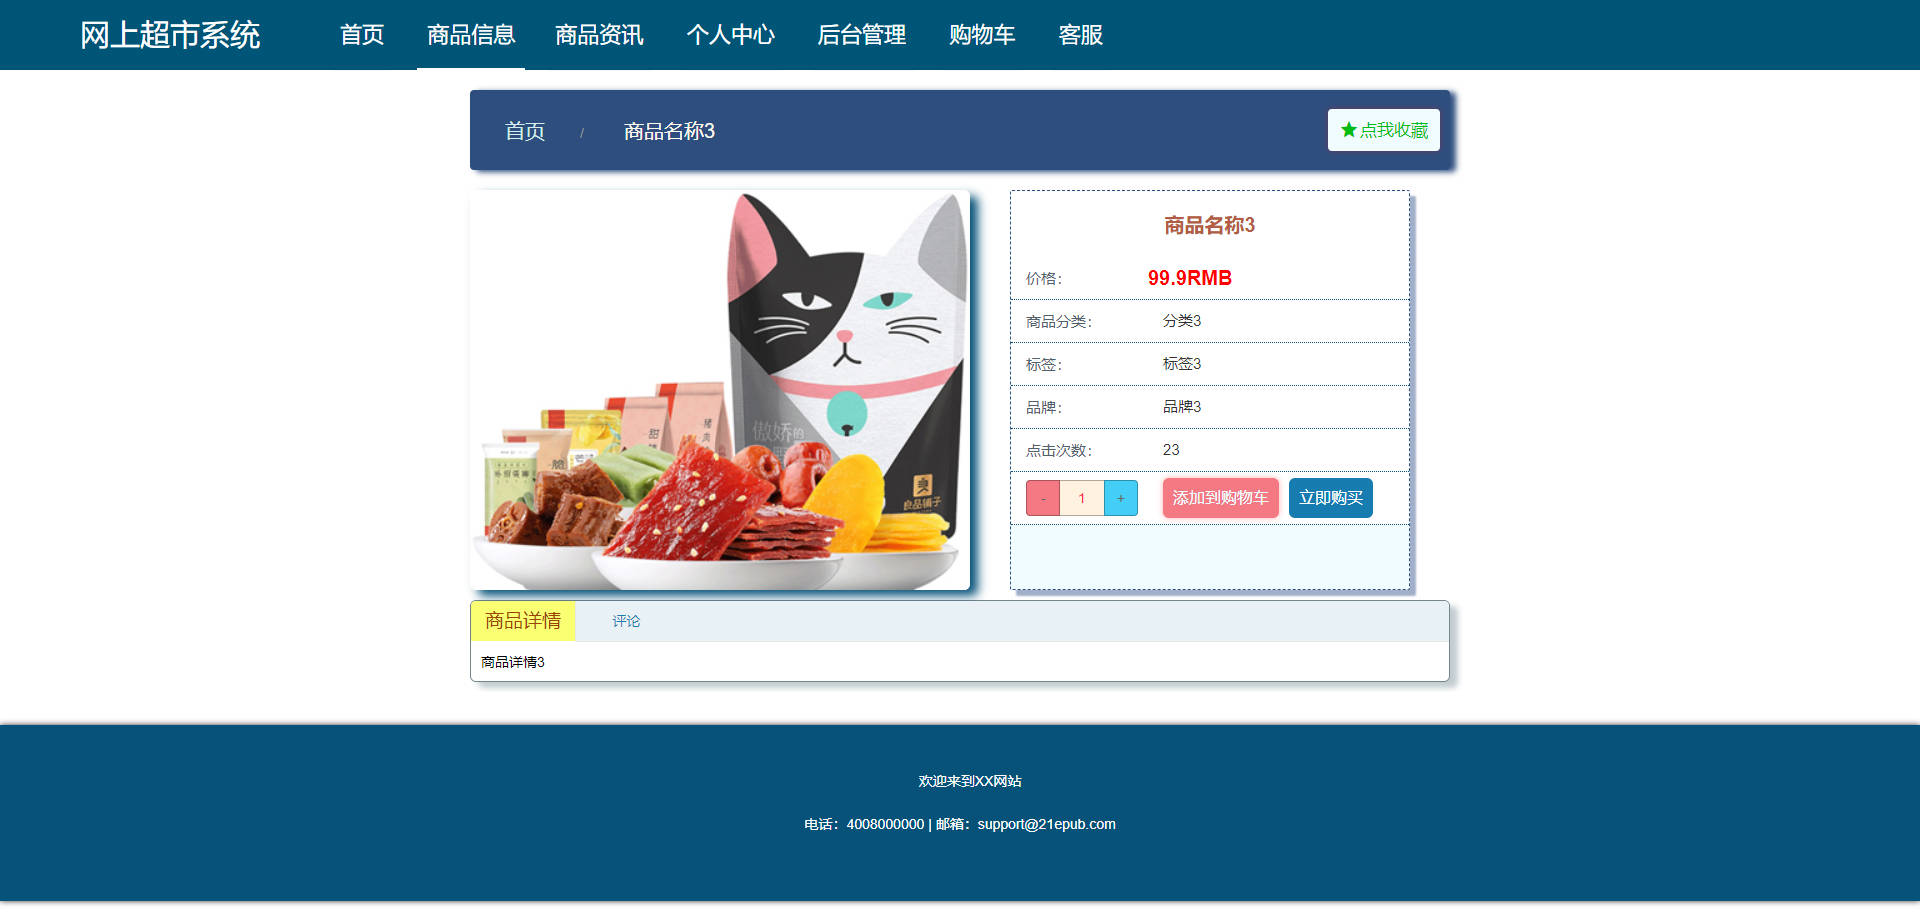 网上超市系统 首页 商品信息 商品资讯 个人中心 后台管理 购物车 客服
首页 / 商品名称3
★点我收藏
傲娇的
良品铺子
商品名称3
价格: 99.9RMB
商品分类: 分类3
标签: 标签3
品牌: 品牌3
点击次数: 23
- 1 + 添加到购物车 立即购买
商品详情 评论
商品详情3
欢迎来到XX网站
电话：4008000000 | 邮箱：support@21epub.com